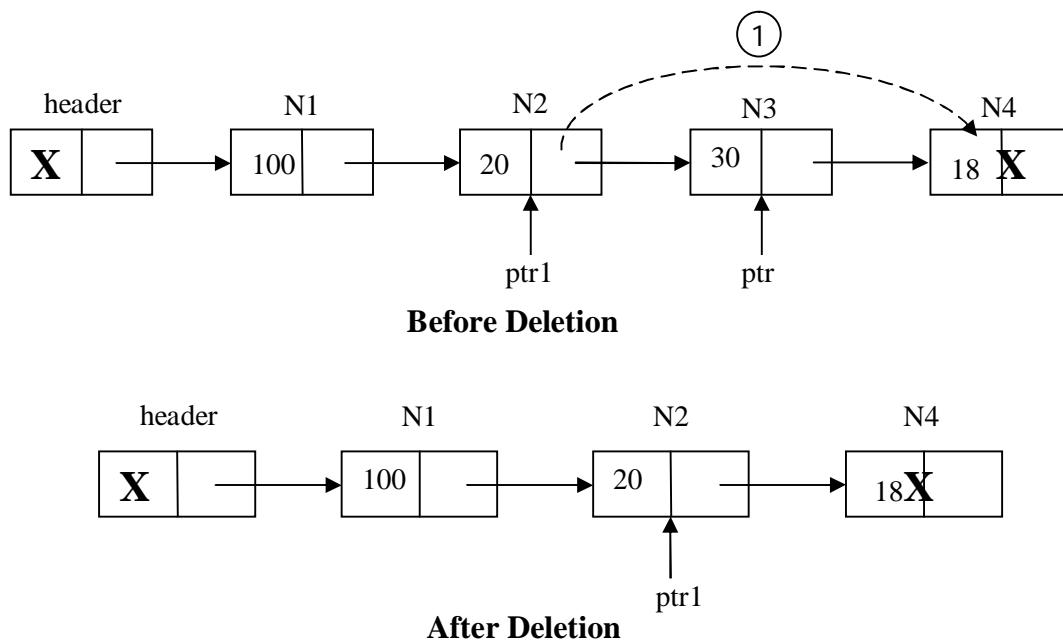 1
header N1 N2 N3 N4
X 100 20 30 18 X
ptr1 ptr
Before Deletion
header N1 N2 N4
X 100 20 18 X
ptr1
After Deletion